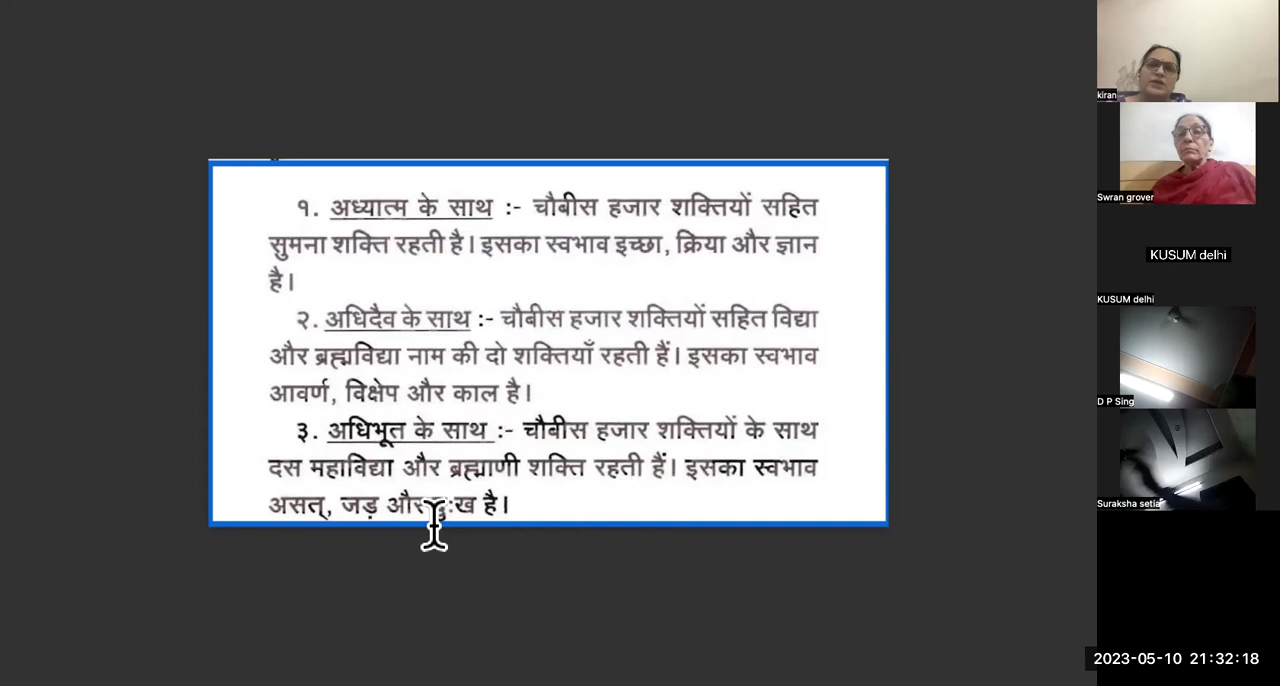 १. अध्यात्म के साथ :- चौबीस हजार शक्तियों सहित
सुमना शक्ति रहती है। इसका स्वभाव इच्छा, क्रिया और ज्ञान
है।
२. अधिदैव के साथ :- चौबीस हजार शक्तियों सहित विद्या
और ब्रह्मविद्या नाम की दो शक्तियाँ रहती हैं। इसका स्वभाव
आवर्ण, विक्षेप और काल है।
३. अधिभूत के साथ :- चौबीस हजार शक्तियों के साथ
दस महाविद्या और ब्रह्माणी शक्ति रहती हैं। इसका स्वभाव
असत्, जड़ और दुःख है।
kiran
Swran grover
KUSUM delhi
KUSUM delhi
D P Sing
Suraksha setia
2023-05-10 21:32:18